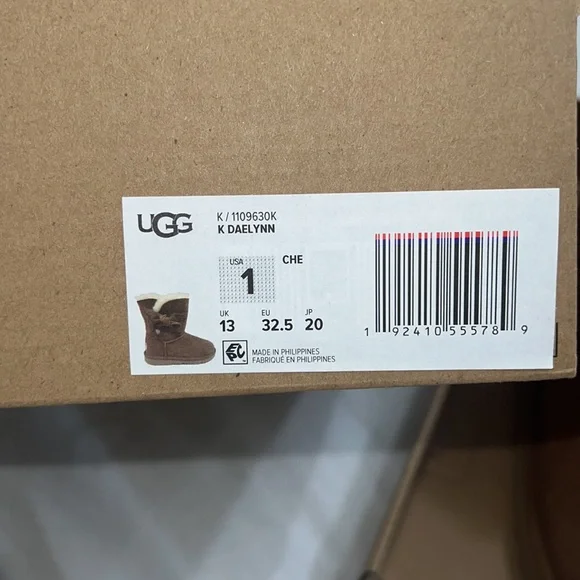 UGG
K / 1109630K
K DAELYNN
USA
1
CHE
UK EU JP
13 32.5 20
MADE IN PHILIPPINES
FABRIQUÉ EN PHILIPPINES
1 92410 55578 9